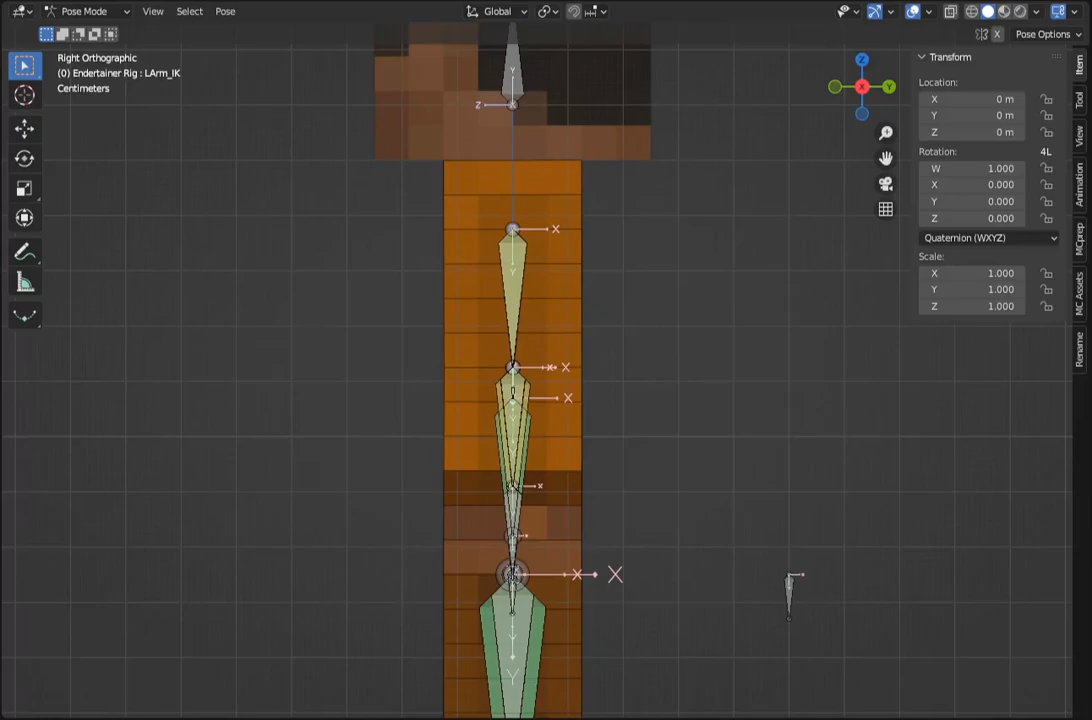 Pose Mode View Select Pose Global
X Pose Options
Right Orthographic
(0) Endertainer Rig : LArm_IK
Centimeters
Z
X
Y
Transform
Location:
X 0 m
Y 0 m
Z 0 m
Rotation: 4L
W 1.000
X 0.000
Y 0.000
Z 0.000
Quaternion (WXYZ)
Scale:
X 1.000
Y 1.000
Z 1.000
Item
Tool
View
Animation
MCprep
MC Assets
Rename
Y
Z
X
X
Y
X
X
X
X
X
Y